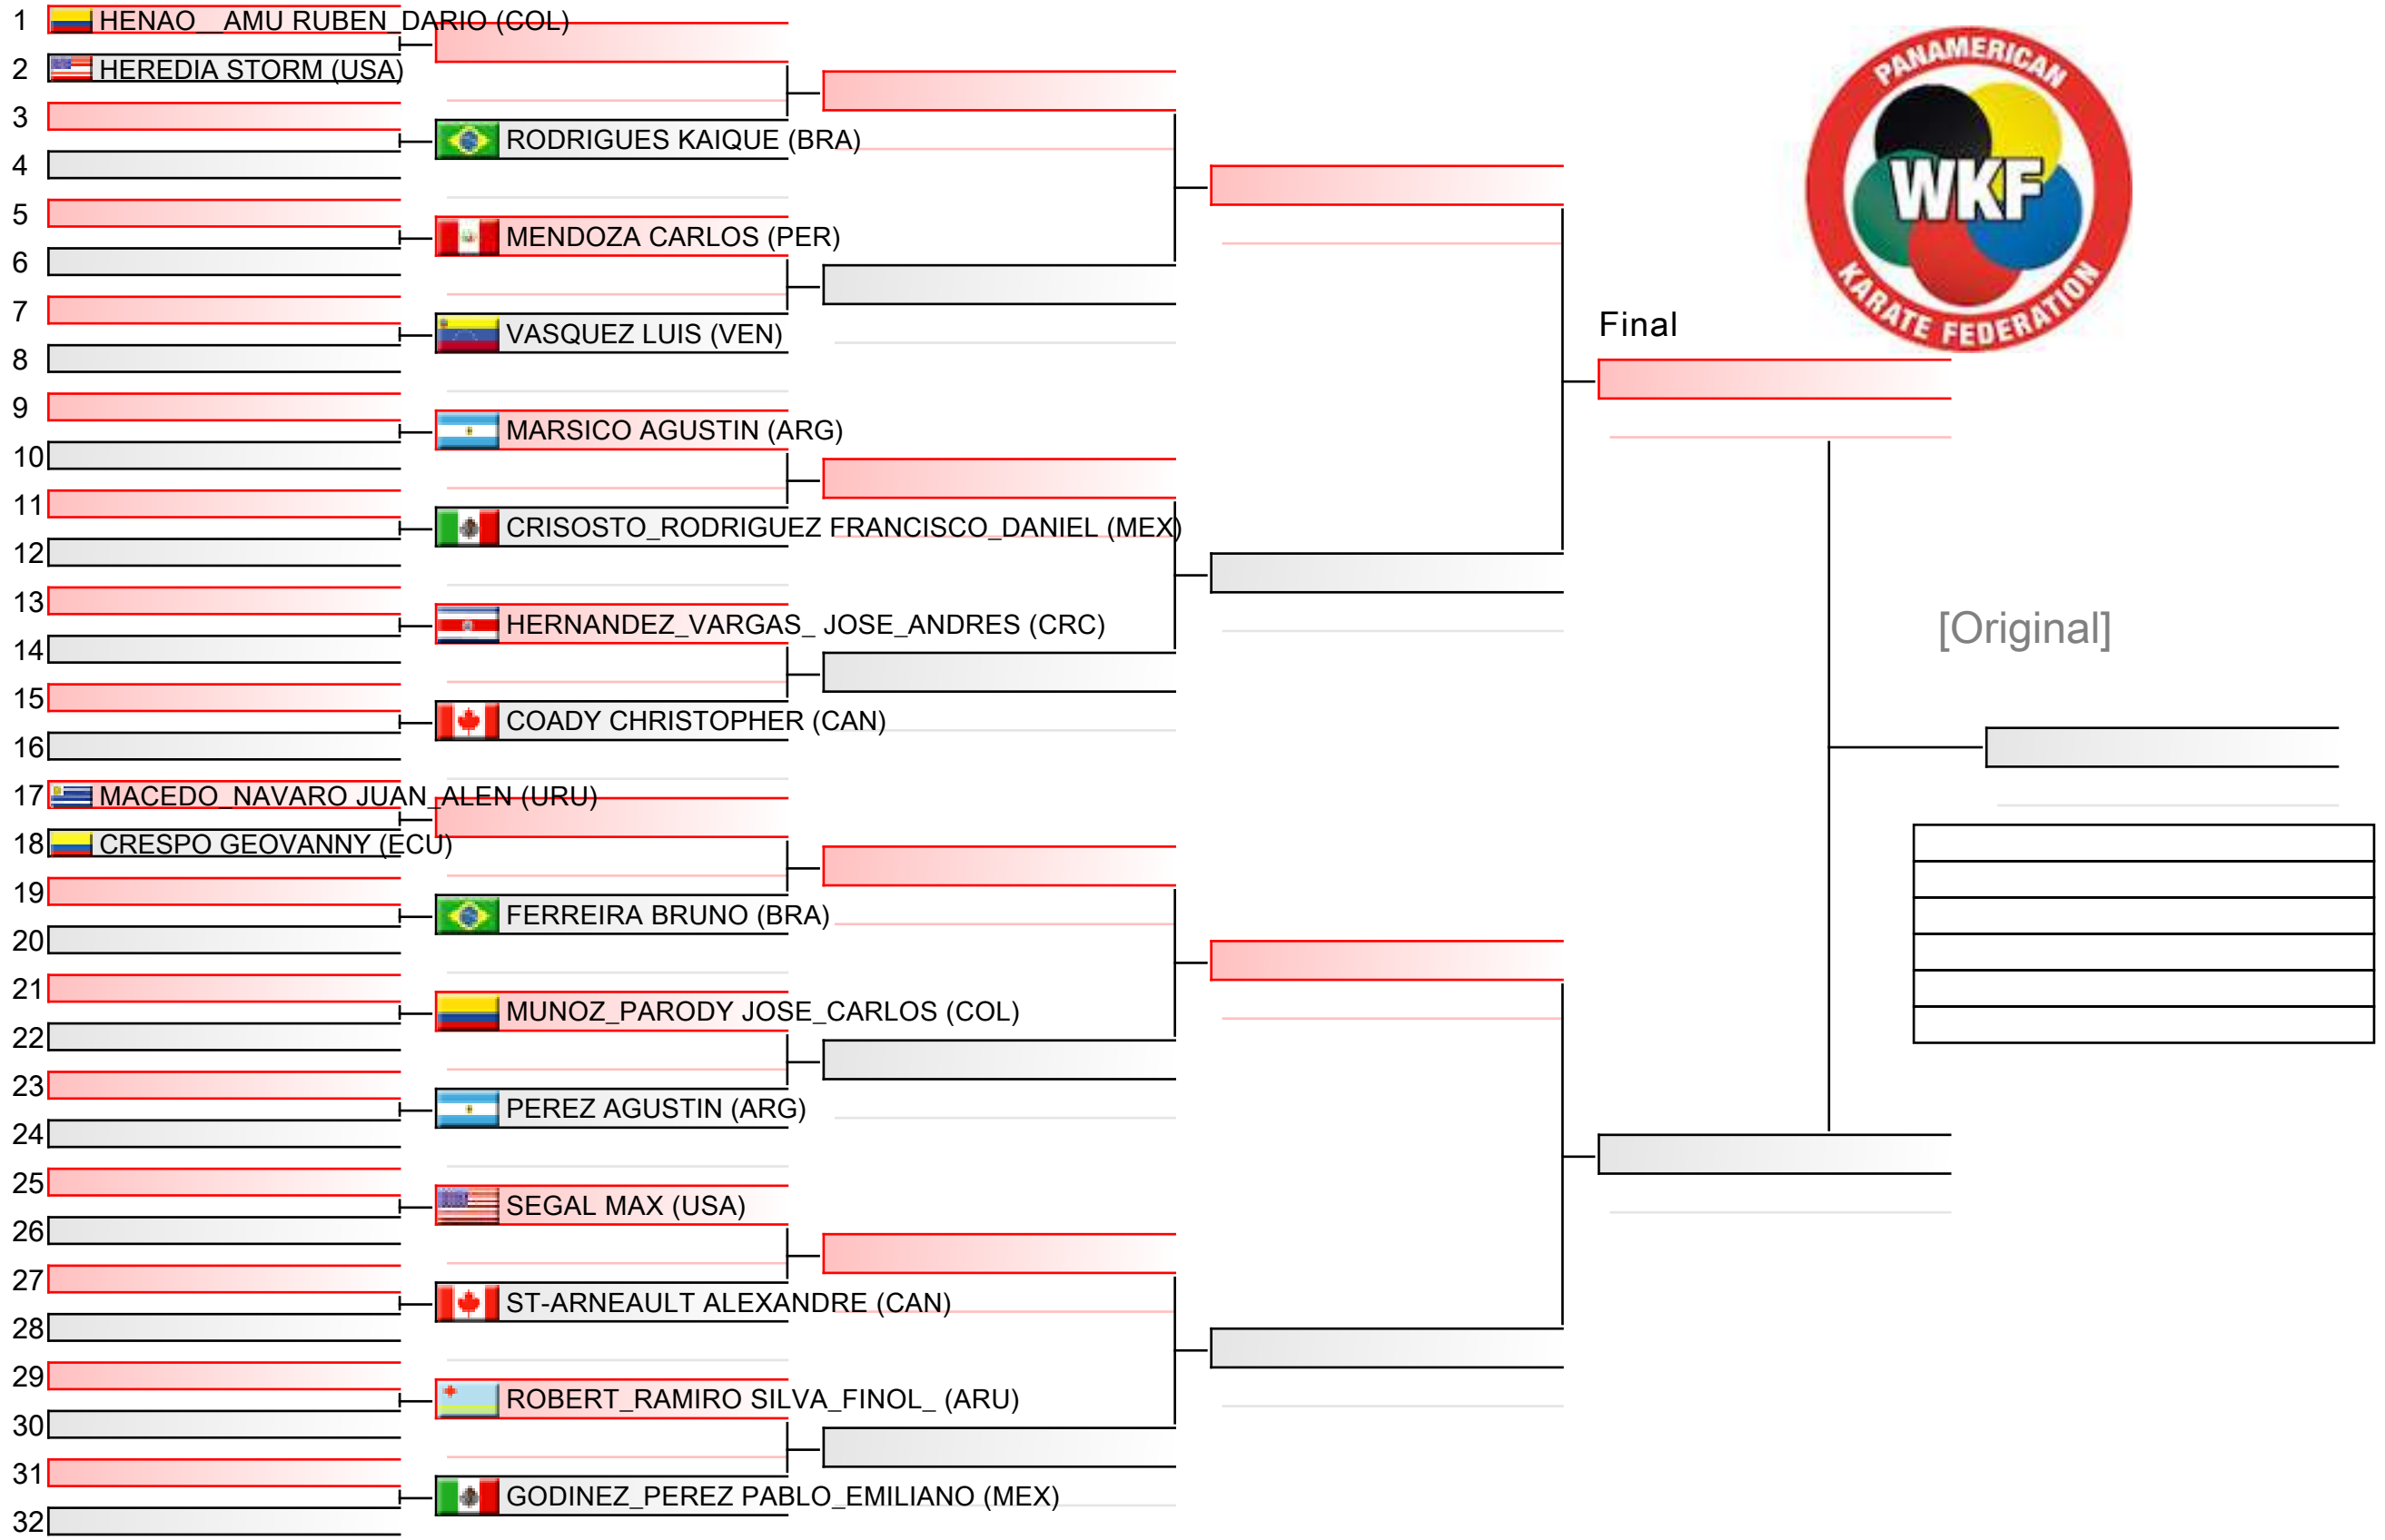 1 HENAO__AMU RUBEN_DARIO (COL)
2 HEREDIA STORM (USA)
3
RODRIGUES KAIQUE (BRA)
4
5
MENDOZA CARLOS (PER)
6
7
VASQUEZ LUIS (VEN)
8
9
MARSICO AGUSTIN (ARG)
10
11
CRISOSTO_RODRIGUEZ FRANCISCO_DANIEL (MEX)
12
13
HERNANDEZ_VARGAS_ JOSE_ANDRES (CRC)
14
15
COADY CHRISTOPHER (CAN)
16
17 MACEDO_NAVARO JUAN_ALEN (URU)
18 CRESPO GEOVANNY (ECU)
19
FERREIRA BRUNO (BRA)
20
21
MUNOZ_PARODY JOSE_CARLOS (COL)
22
23
PEREZ AGUSTIN (ARG)
24
25
SEGAL MAX (USA)
26
27
ST-ARNEAULT ALEXANDRE (CAN)
28
29
ROBERT_RAMIRO SILVA_FINOL_ (ARU)
30
31
GODINEZ_PEREZ PABLO_EMILIANO (MEX)
32
Final
PANAMERICAN
WKF
KARATE FEDERATION
[Original]